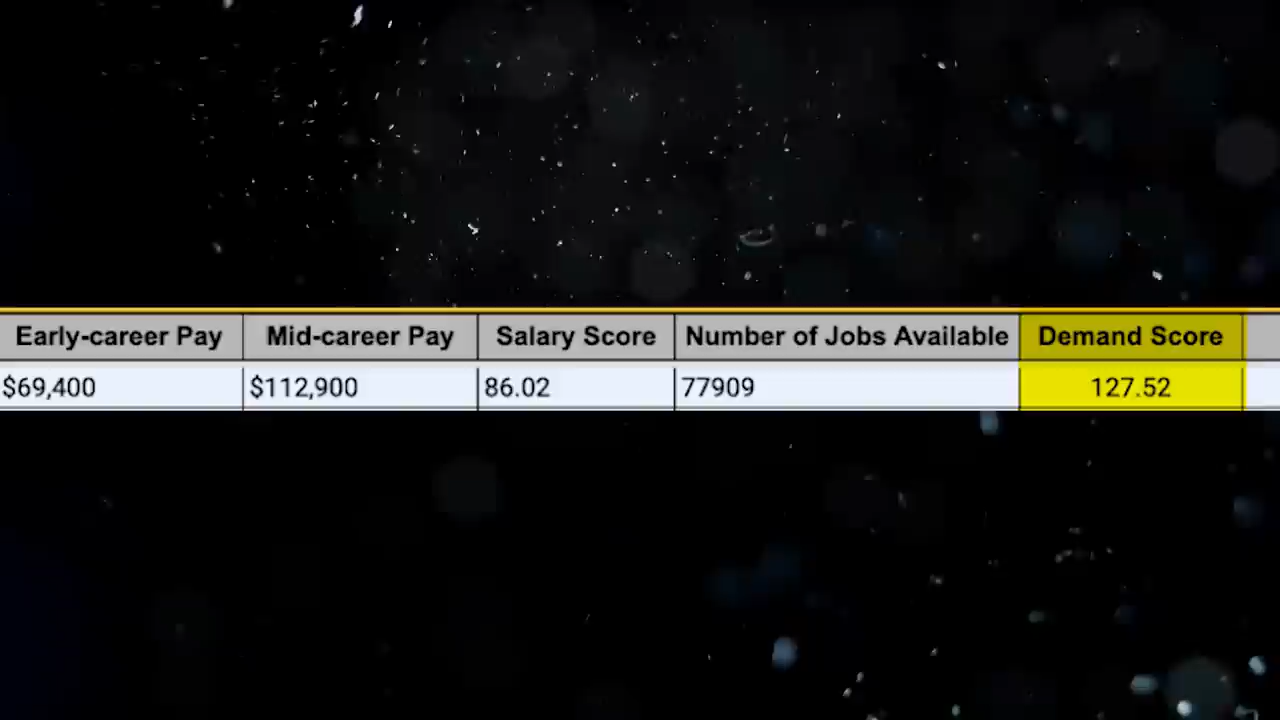 Early-career Pay Mid-career Pay Salary Score Number of Jobs Available Demand Score
$69,400 $112,900 86.02 77909 127.52